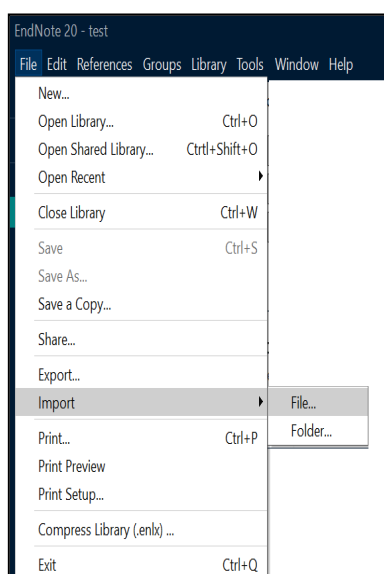 EndNote 20 - test
File Edit References Groups Library Tools Window Help
New...
Open Library... Ctrl+O
Open Shared Library... Ctrtl+Shift+O
Open Recent
Close Library Ctrl+W
Save Ctrl+S
Save As...
Save a Copy...
Share...
Export...
Import File...
Folder...
Print... Ctrl+P
Print Preview
Print Setup...
Compress Library (.enlx) ...
Exit Ctrl+Q